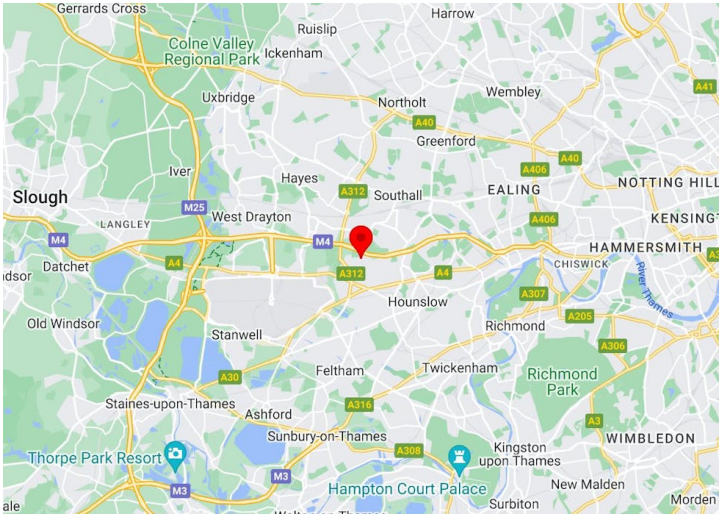 Gerrards Cross
Harrow
Ruislip
Colne Valley
Regional Park
Ickenham
A41
Wembley
Uxbridge
Northolt
A40
Greenford
A40
A406
Iver
Hayes
NOTTING HILL
Slough
A312
Southall
EALING
M25
LANGLEY
West Drayton
A406
KENSING
M4
M4
HAMMERSMITH
Datchet
A4
A312
A4
CHISWICK
dsor
River Thames
A307
Hounslow
Old Windsor
A205
Richmond
Stanwell
A306
Feltham
Twickenham
Richmond
Park
A30
Staines-upon-Thames
A316
Ashford
A3
Sunbury-on-Thames
WIMBLEDON
A308
Kingston
upon Thames
Thorpe Park Resort
M3
M3
Hampton Court Palace
New Malden
Surbiton
Morden
ale